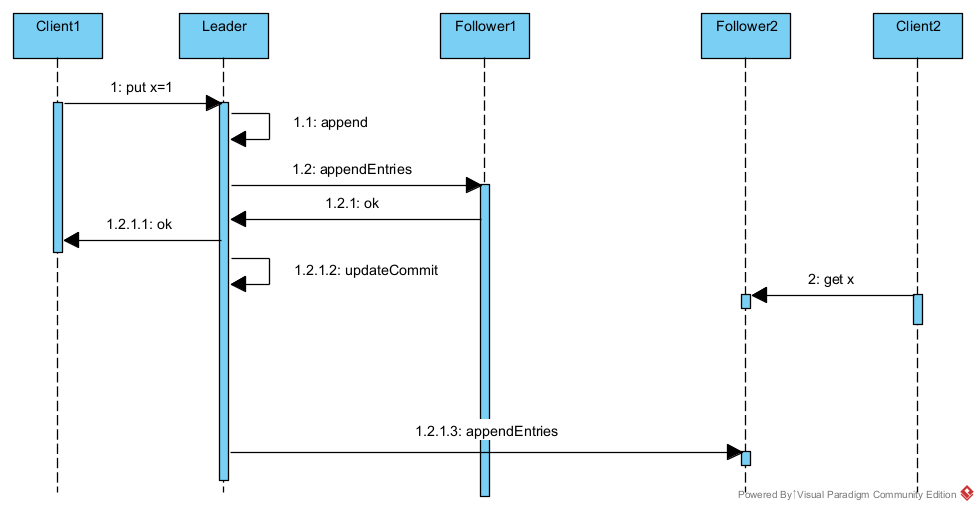 Client1
Leader
Follower1
Follower2
Client2
1: put x=1
1.1: append
1.2: appendEntries
1.2.1: ok
1.2.1.1: ok
1.2.1.2: updateCommit
2: get x
1.2.1.3: appendEntries
Powered By Visual Paradigm Community Edition